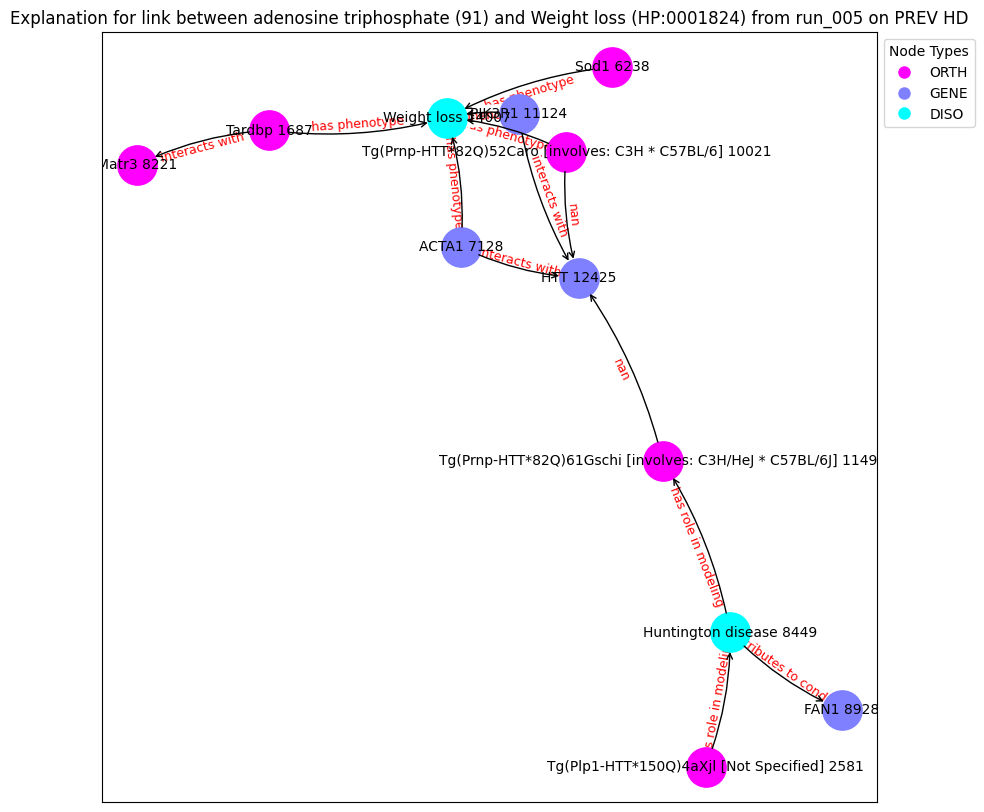 Explanation for link between adenosine triphosphate (91) and Weight loss (HP:0001824) from run_005 on PREV HD
Node Types
ORTH
GENE
DISO
Sod1 6238
has phenotype
PIK3R1 11124
Weight loss 14007
Tardbp 1687
has phenotype
interacts with
Matr3 8221
has phenotype
Tg(Prnp-HTT*82Q)52Caro [involves: C3H * C57BL/6] 10021
has phenotype
interacts with
nan
ACTA1 7128
interacts with
HTT 12425
nan
Tg(Prnp-HTT*82Q)61Gschi [involves: C3H/HeJ * C57BL/6J] 1149
has role in modeling
Huntington disease 8449
ributes to cond
FAN1 8928
s role in modelin
Tg(Plp1-HTT*150Q)4aXjl [Not Specified] 2581